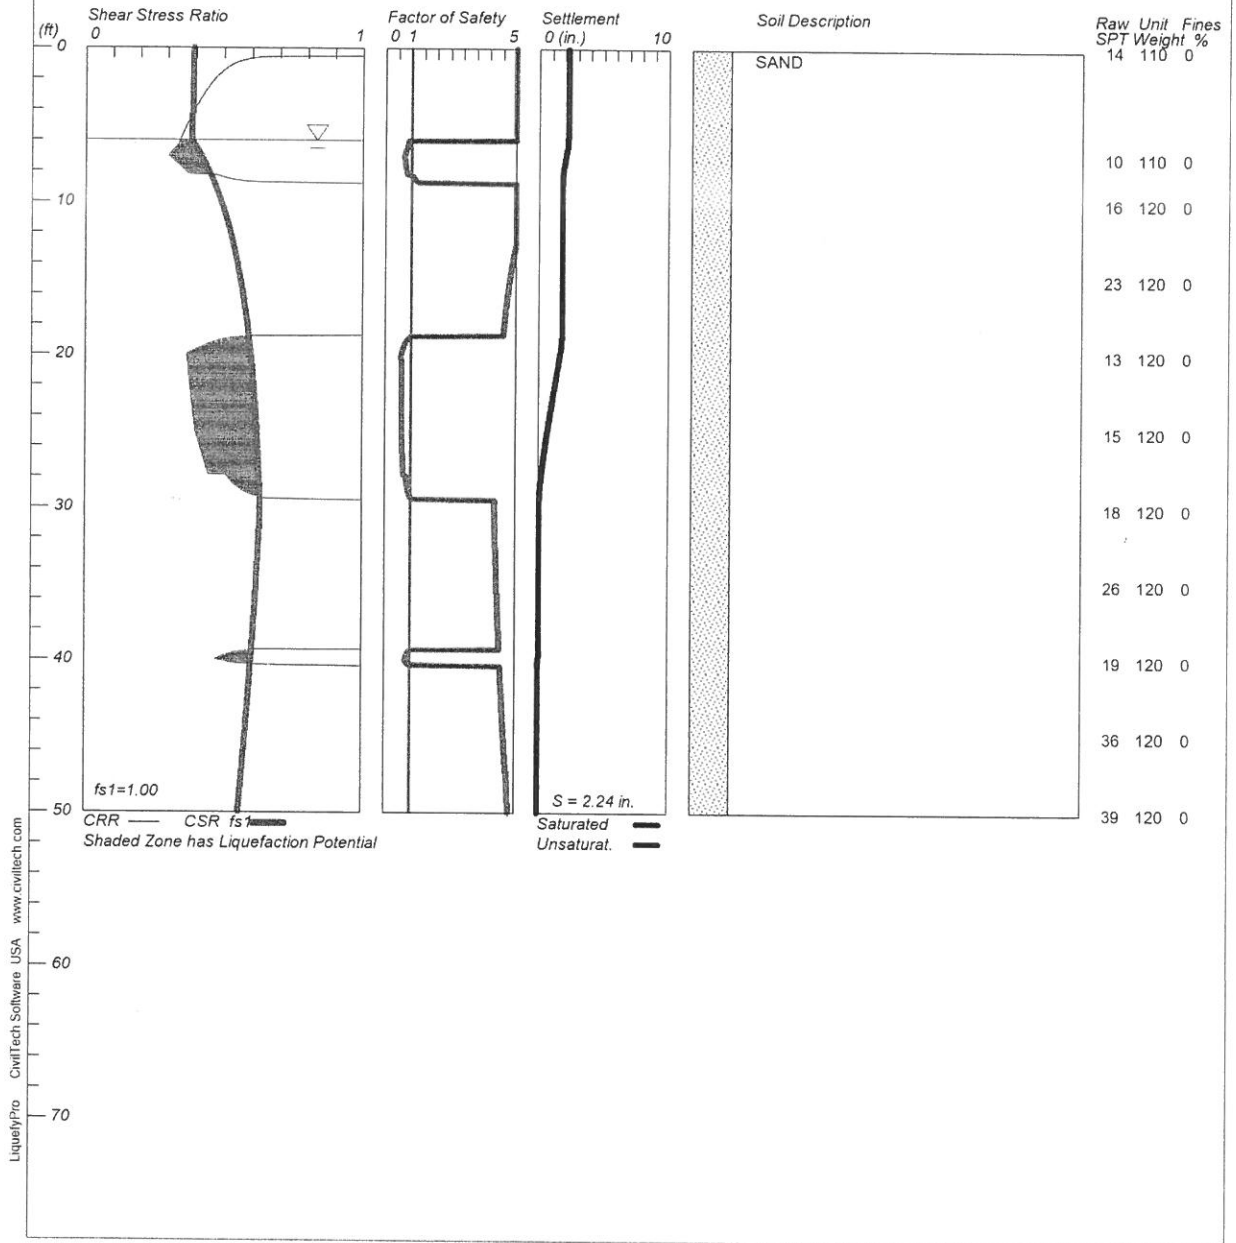 Shear Stress Ratio Factor of Safety Settlement Soil Description Raw Unit Fines
(ft) 0 1 0 1 5 0 (in.) 10 SPT Weight %
0 SAND 14 110 0
10 110 0
10 16 120 0
23 120 0
20 13 120 0
15 120 0
30 18 120 0
26 120 0
40 19 120 0
36 120 0
fs1=1.00 S = 2.24 in.
50 39 120 0
CRR CSR fs1 Saturated
Shaded Zone has Liquefaction Potential Unsaturat.
60
70
LiquefyPro CivilTech Software USA www.civiltech.com